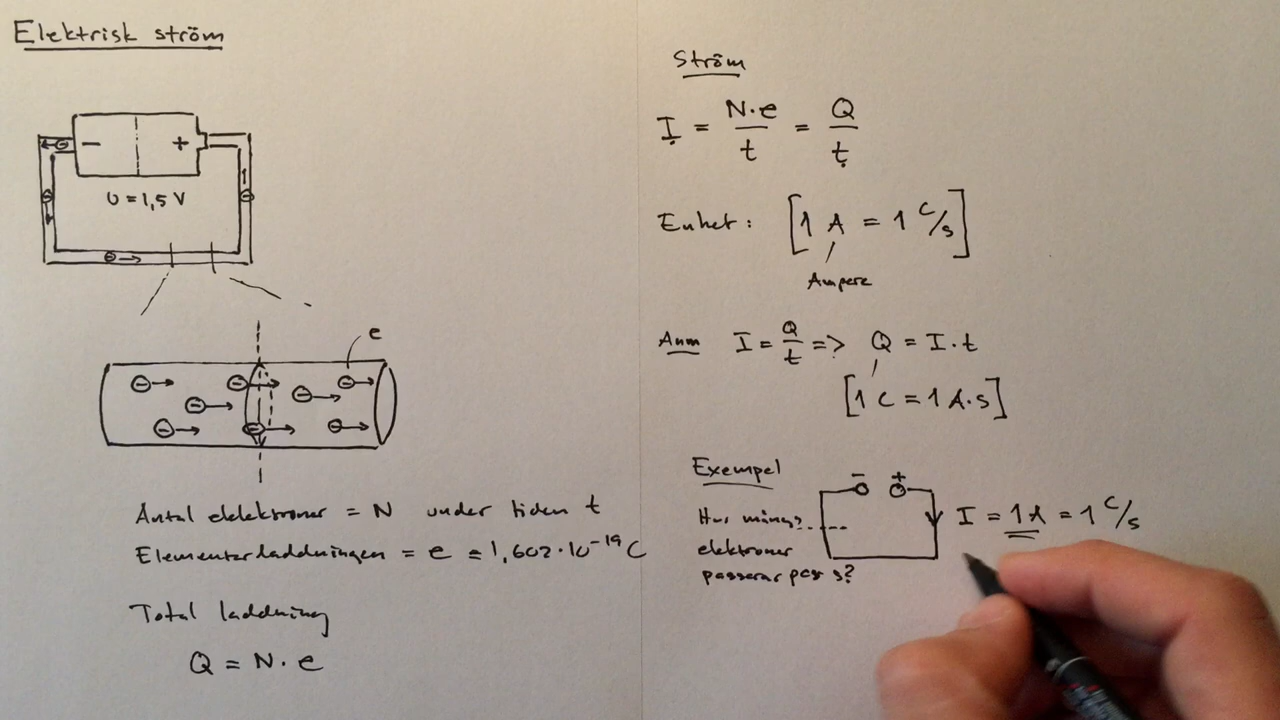 Elektrisk ström
− +
U = 1,5 V
e
Antal elektroner = N under tiden t
Elementarladdningen = e = 1,602·10⁻¹⁹ C
Total laddning
Q = N · e
Ström
I = N·e / t = Q / t
Enhet: [1 A = 1 C/s]
Ampere
Anm I = Q/t => Q = I·t
[1 C = 1 A·s]
Exempel
− +
Hur många
elektroner
passerar per s?
I = 1 A = 1 C/s